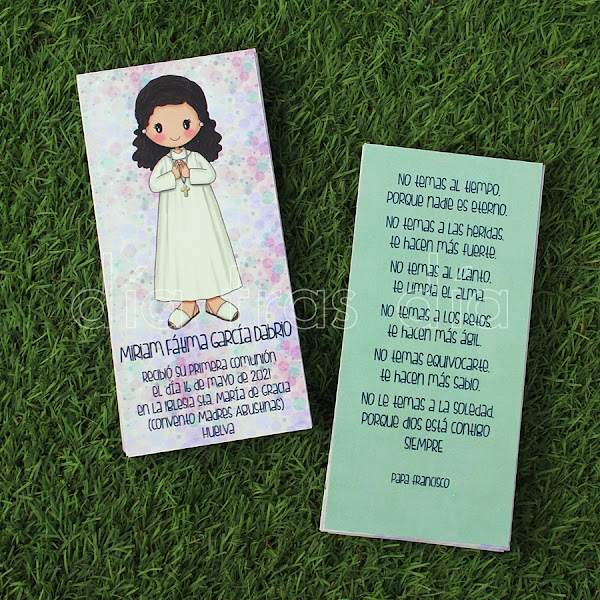 Miriam Fátima García Dabrio
Recibió su primera comunión
el día 16 de mayo de 2021
en la iglesia Sta. María de Gracia
(Convento Madres Agustinas)
Huelva
No temas al tiempo,
porque nadie es eterno.
No temas a las heridas,
te hacen más fuerte.
No temas al llanto,
te limpia el alma.
No temas a los retos,
te hacen más ágil.
No temas equivocarte,
te hacen más sabio.
No le temas a la soledad,
porque Dios está contigo
siempre
Papa Francisco
día tras día